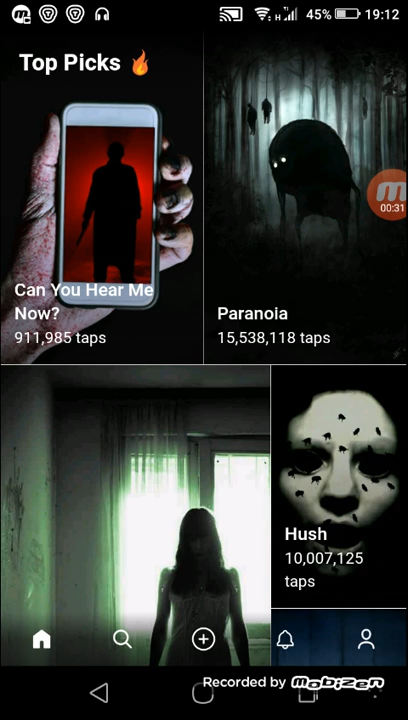 45% 19:12
Top Picks 🔥
00:31
Can You Hear Me
Now?
911,985 taps
Paranoia
15,538,118 taps
Hush
10,007,125
taps
Recorded by Mobizen